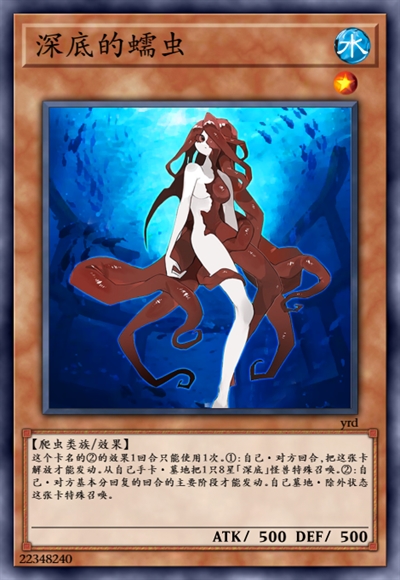 深底的蠕虫
水
yrd
【爬虫类族/效果】
这个卡名的②的效果1回合只能使用1次。①:自己·对方回合,把这张卡
解放才能发动。从自己手卡·墓地把1只8星「深底」怪兽特殊召唤。②:自
己·对方基本分回复的回合的主要阶段才能发动。自己墓地·除外状态
这张卡特殊召唤。
ATK/ 500 DEF/ 500
22348240